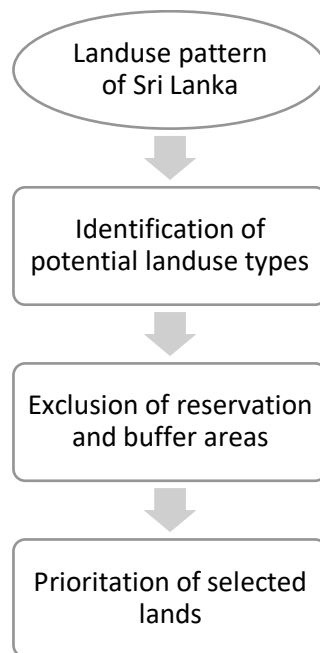 Landuse pattern
of Sri Lanka
Identification of
potential landuse types
Exclusion of reservation
and buffer areas
Prioritation of selected
lands